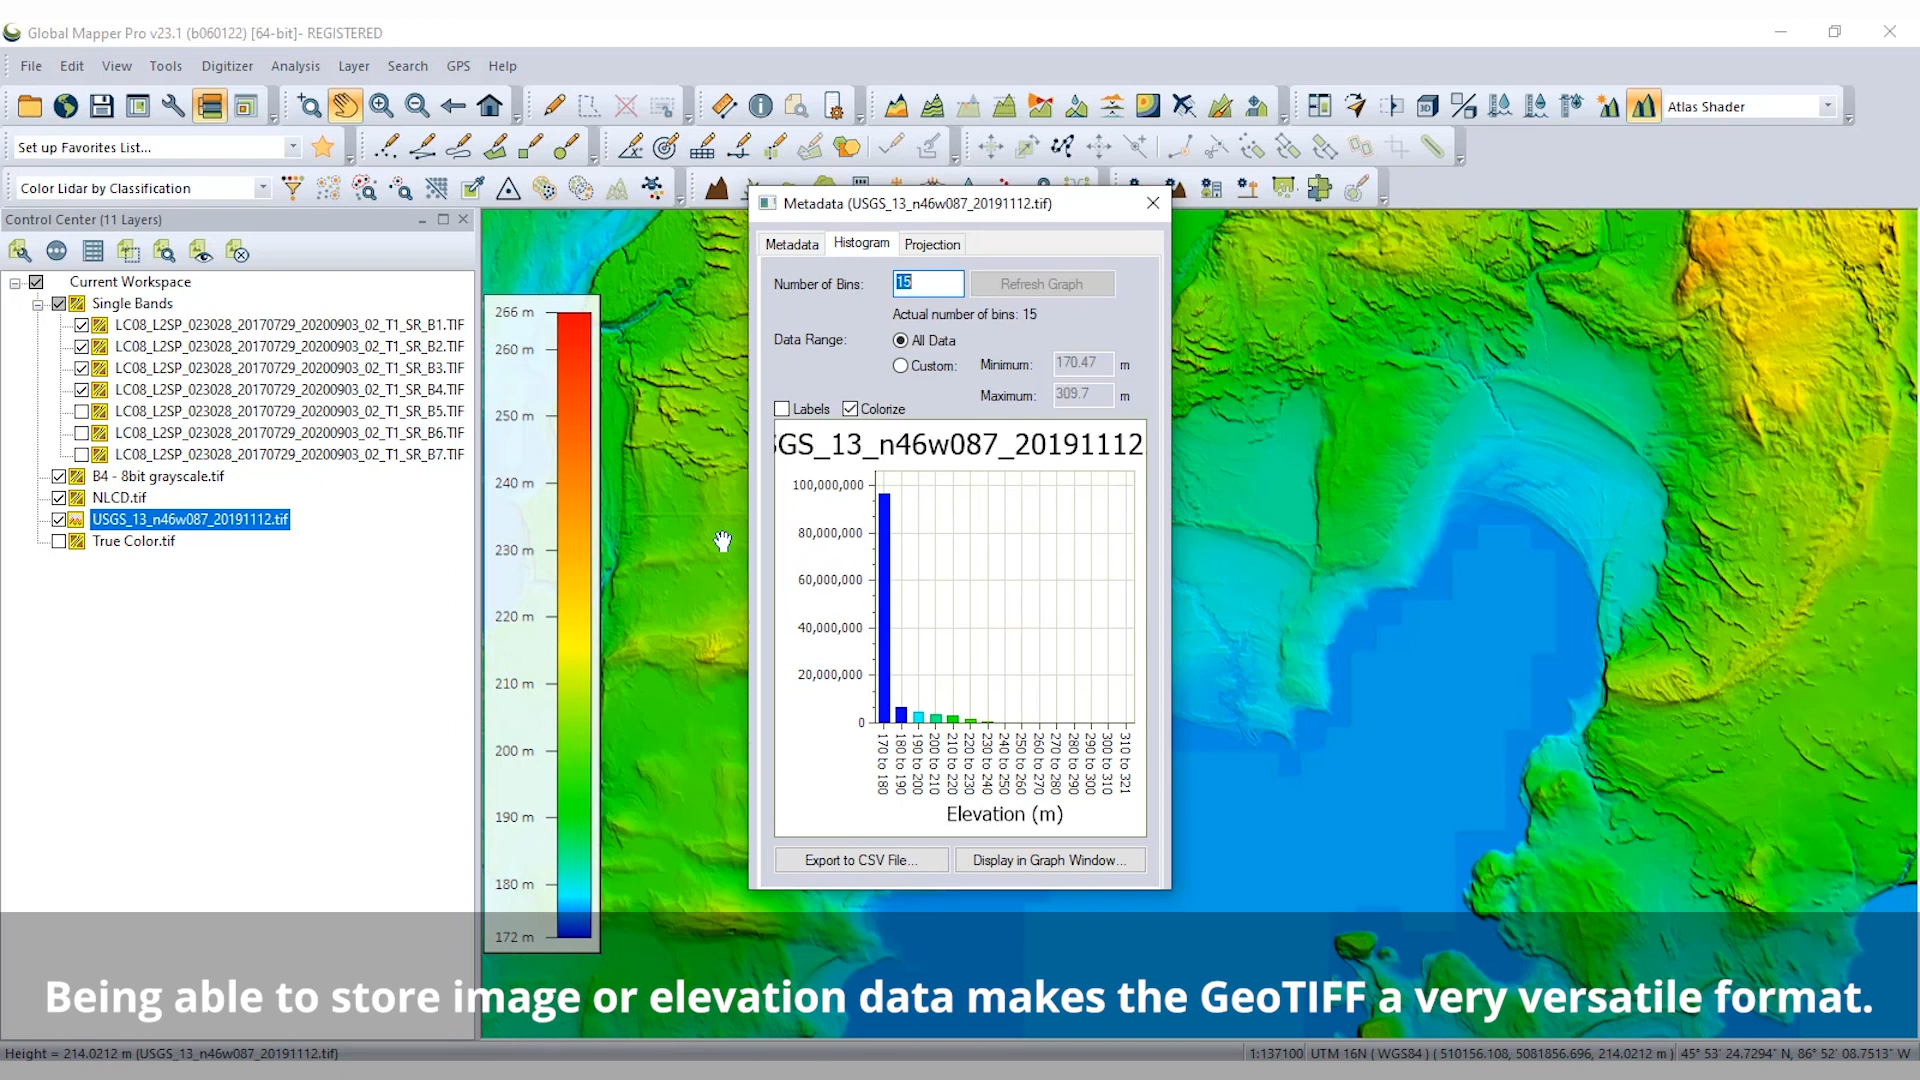 Global Mapper Pro v23.1 (b060122) [64-bit]- REGISTERED
File Edit View Tools Digitizer Analysis Layer Search GPS Help
Atlas Shader
Set up Favorites List...
Color Lidar by Classification
Control Center (11 Layers)
Current Workspace
Single Bands
LC08_L2SP_023028_20170729_20200903_02_T1_SR_B1.TIF
LC08_L2SP_023028_20170729_20200903_02_T1_SR_B2.TIF
LC08_L2SP_023028_20170729_20200903_02_T1_SR_B3.TIF
LC08_L2SP_023028_20170729_20200903_02_T1_SR_B4.TIF
LC08_L2SP_023028_20170729_20200903_02_T1_SR_B5.TIF
LC08_L2SP_023028_20170729_20200903_02_T1_SR_B6.TIF
LC08_L2SP_023028_20170729_20200903_02_T1_SR_B7.TIF
B4 - 8bit grayscale.tif
NLCD.tif
USGS_13_n46w087_20191112.tif
True Color.tif
266 m
260 m
250 m
240 m
230 m
220 m
210 m
200 m
190 m
180 m
172 m
Metadata (USGS_13_n46w087_20191112.tif)
Metadata Histogram Projection
Number of Bins: 15 Refresh Graph
Actual number of bins: 15
Data Range: All Data
Custom: Minimum: 170.47 m
Maximum: 309.7 m
Labels Colorize
SGS_13_n46w087_20191112
100,000,000
80,000,000
60,000,000
40,000,000
20,000,000
0
170 to 180
180 to 190
190 to 200
200 to 210
210 to 220
220 to 230
230 to 240
240 to 250
250 to 260
260 to 270
270 to 280
280 to 290
290 to 300
300 to 310
310 to 321
Elevation (m)
Export to CSV File... Display in Graph Window...
Being able to store image or elevation data makes the GeoTIFF a very versatile format.
Height = 214.0212 m (USGS_13_n46w087_20191112.tif)
1:137100 UTM 16N ( WGS84 ) ( 510156.108, 5081856.696, 214.0212 m ) 45° 53' 24.7294" N, 86° 52' 08.7513" W